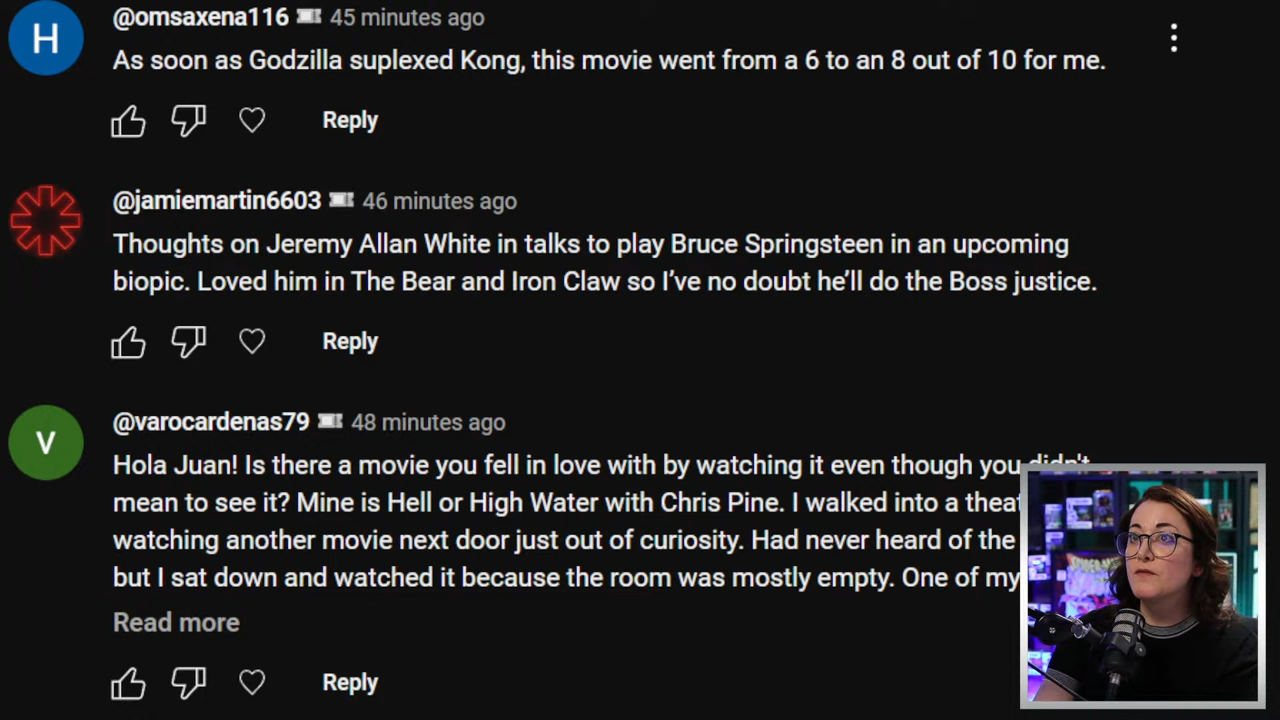 H
@omsaxena116 45 minutes ago
As soon as Godzilla suplexed Kong, this movie went from a 6 to an 8 out of 10 for me.
Reply
@jamiemartin6603 46 minutes ago
Thoughts on Jeremy Allan White in talks to play Bruce Springsteen in an upcoming
biopic. Loved him in The Bear and Iron Claw so I've no doubt he'll do the Boss justice.
Reply
V
@varocardenas79 48 minutes ago
Hola Juan! Is there a movie you fell in love with by watching it even though you didn't
mean to see it? Mine is Hell or High Water with Chris Pine. I walked into a
watching another movie next door just out of curiosity. Had never heard of the
but I sat down and watched it because the room was mostly empty. One of my
Read more
Reply